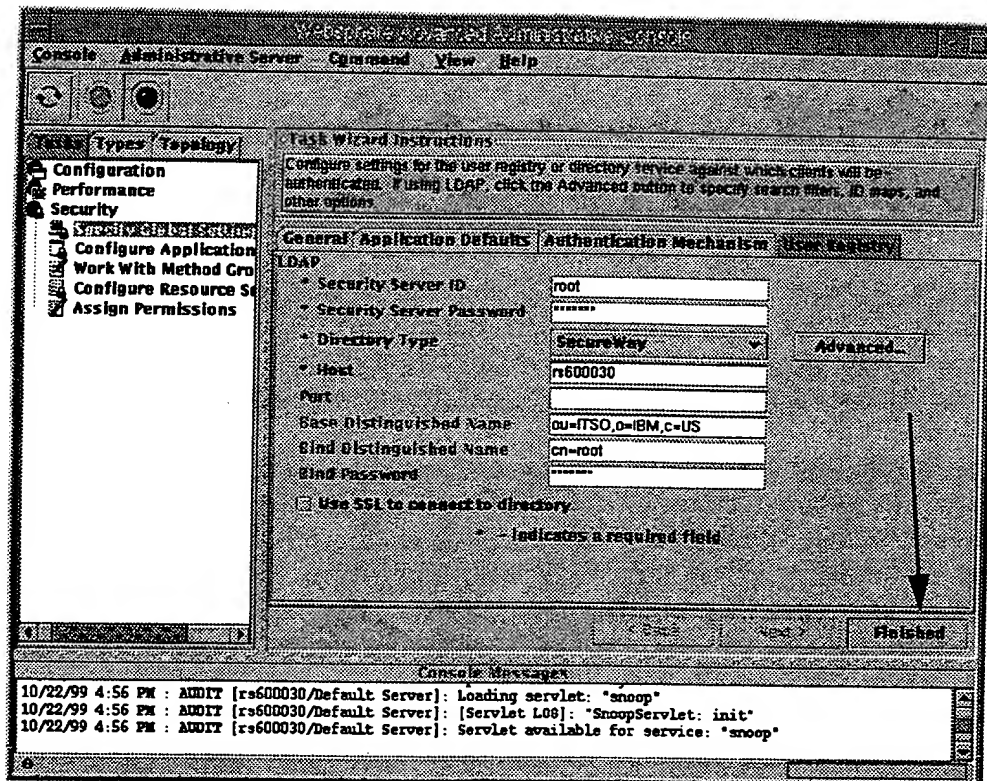 WebSphere Advanced Administrative Console
Console Administrative Server Command View Help
Tasks Types Topology
Configuration
Performance
Security
Specify Global Settings
Configure Application
Work With Method Gro
Configure Resource Se
Assign Permissions
Task Wizard Instructions
Configure settings for the user registry or directory service against which clients will be
authenticated. If using LDAP, click the Advanced button to specify search filters, ID maps, and
other options
General Application Defaults Authentication Mechanism User Registry
LDAP
* Security Server ID root
* Security Server Password *******
* Directory Type SecureWay Advanced...
* Host rs600030
Port
Base Distinguished Name ou=ITSO,o=IBM,c=US
Bind Distinguished Name cn=root
Bind Password *******
Use SSL to connect to directory
* - indicates a required field
Back Next > Finished
Console Messages
10/22/99 4:56 PM : AUDIT [rs600030/Default Server]: Loading servlet: "snoop"
10/22/99 4:56 PM : AUDIT [rs600030/Default Server]: [Servlet LOG]: "SnoopServlet: init"
10/22/99 4:56 PM : AUDIT [rs600030/Default Server]: Servlet available for service: "snoop"